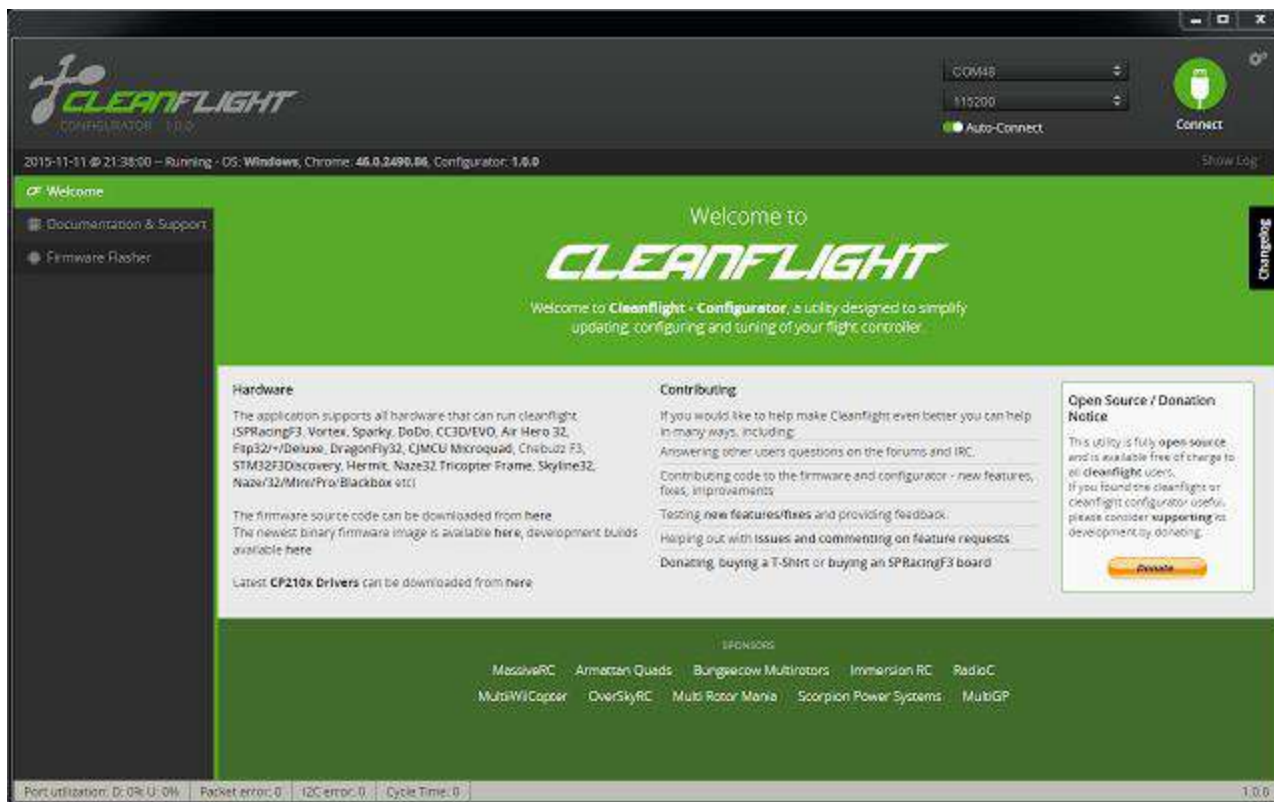 CLEANFLIGHT
CONFIGURATOR 1.0.0
COM48
115200
Auto-Connect
Connect
2015-11-11 @ 21:38:00 -- Running - OS: Windows, Chrome: 46.0.2490.86, Configurator: 1.0.0
Show Log
Welcome
Documentation & Support
Firmware Flasher
Changelog
Welcome to
CLEANFLIGHT
Welcome to Cleanflight - Configurator, a utility designed to simplify
updating, configuring and tuning of your flight controller
Hardware
The application supports all hardware that can run cleanflight
(SPRacingF3, Vortex, Sparky, DoDo, CC3D/EVO, Air Hero 32,
Flip32/+/Deluxe, DragonFly32, CJMCU Microquad, Chebuzz F3,
STM32F3Discovery, Hermit, Naze32 Tricopter Frame, Skyline32,
Naze/32/Mini/Pro/Blackbox etc)
The firmware source code can be downloaded from here
The newest binary firmware image is available here, development builds
available here
Latest CP210x Drivers can be downloaded from here
Contributing
If you would like to help make Cleanflight even better you can help
in many ways, including:
Answering other users questions on the forums and IRC.
Contributing code to the firmware and configurator - new features,
fixes, improvements
Testing new features/fixes and providing feedback.
Helping out with issues and commenting on feature requests.
Donating, buying a T-Shirt or buying an SPRacingF3 board
Open Source / Donation
Notice
This utility is fully open source
and is available free of charge to
all cleanflight users.
If you found the cleanflight or
cleanflight configurator useful,
please consider supporting its
development by donating.
Donate
SPONSORS
MassiveRC Armattan Quads Bungeecow Multirotors Immersion RC RadioC
MultiWiiCopter OverSkyRC Multi Rotor Mania Scorpion Power Systems MultiGP
Port utilization: D: 0% U: 0% Packet error: 0 I2C error: 0 Cycle Time: 0
1.0.0